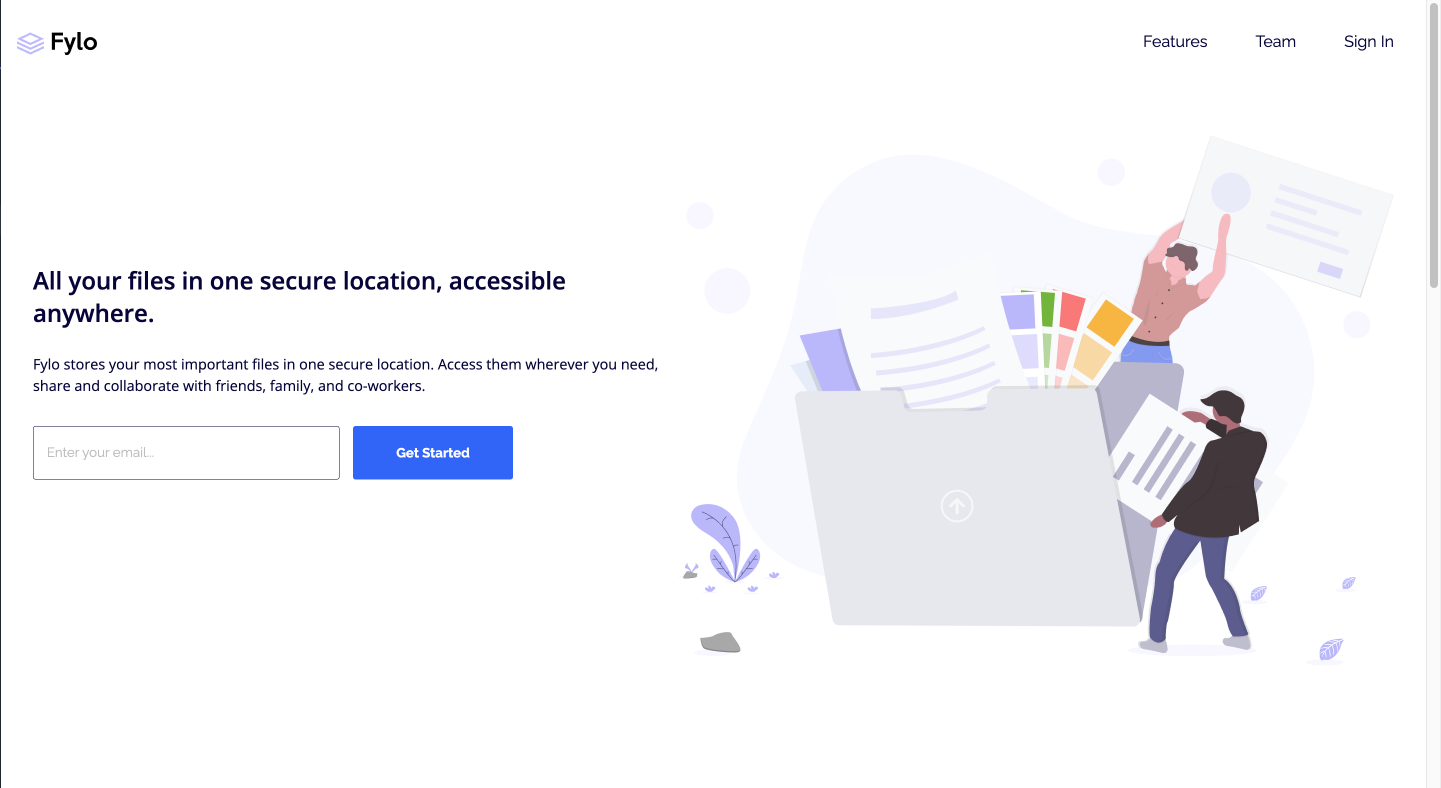 Fylo
Features
Team
Sign In
All your files in one secure location, accessible
anywhere.
Fylo stores your most important files in one secure location. Access them wherever you need,
share and collaborate with friends, family, and co-workers.
Enter your email...
Get Started